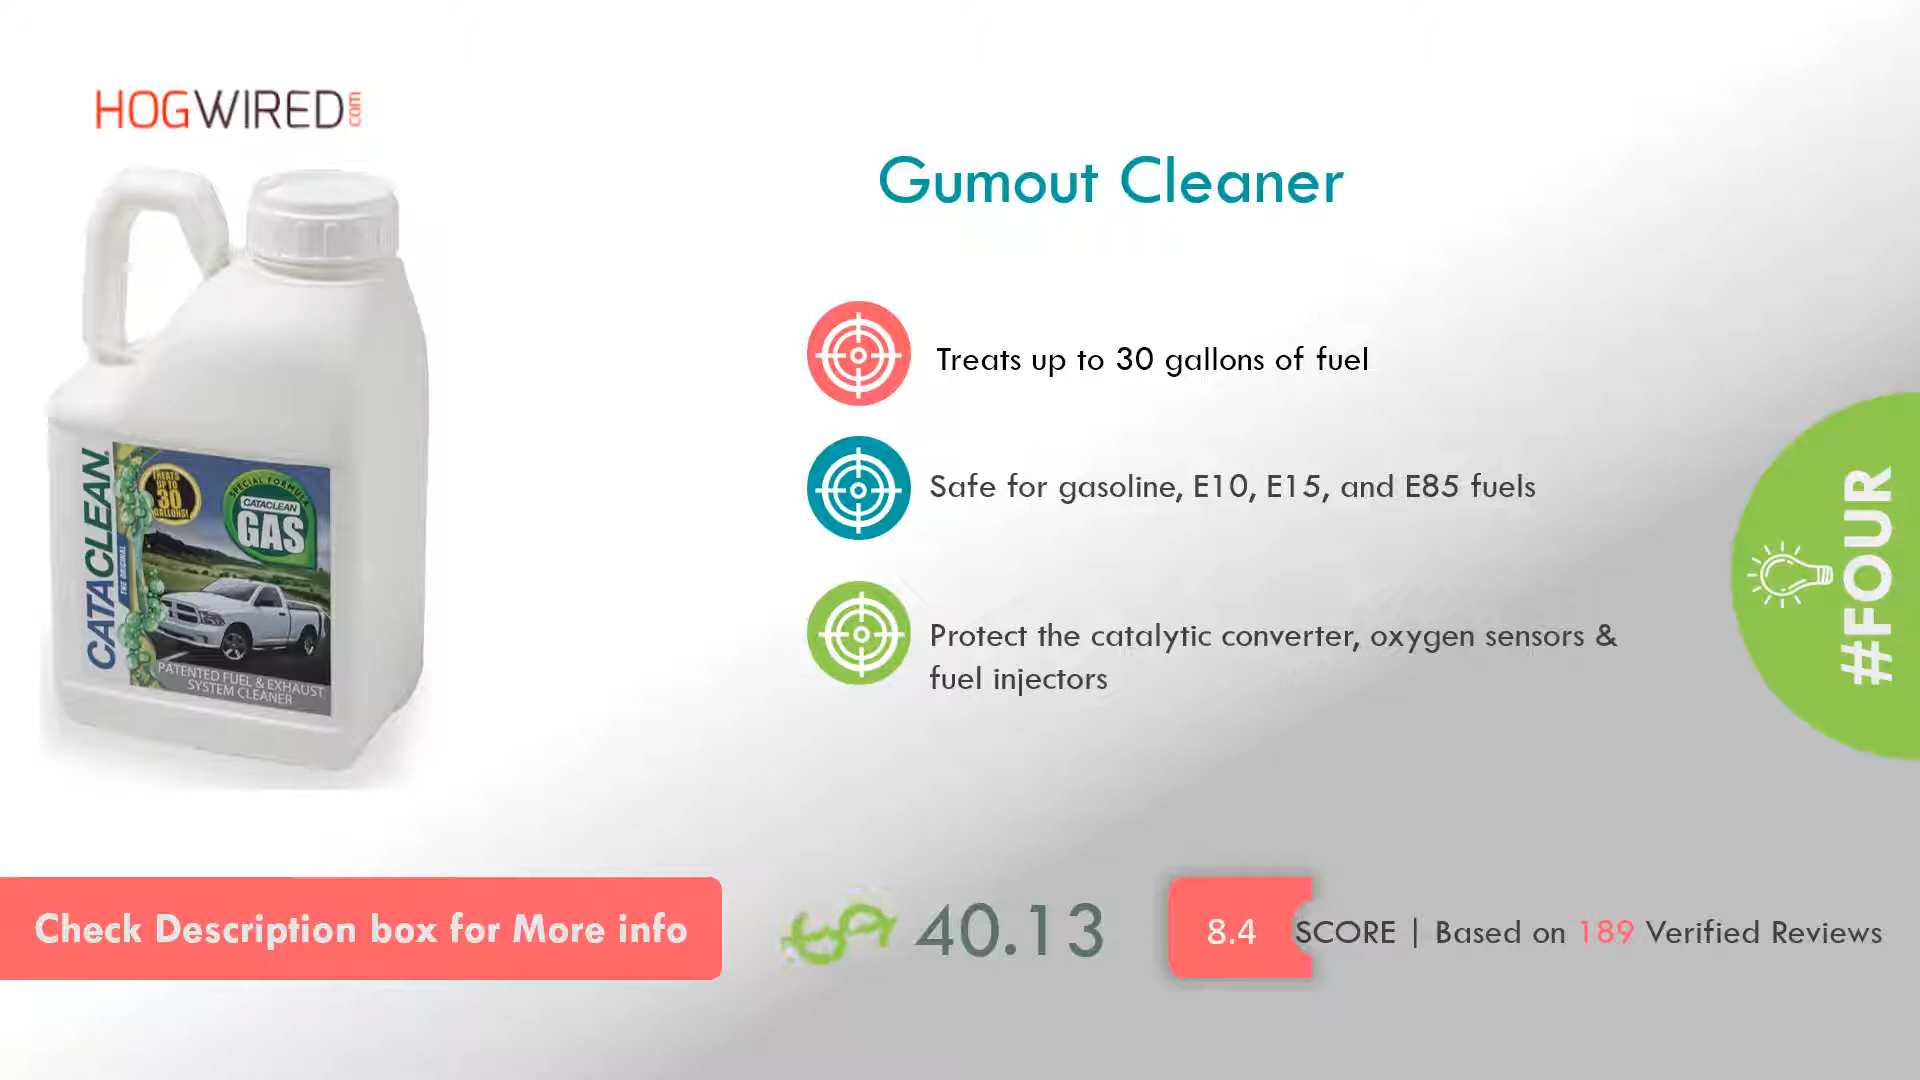 HOGWIRED.com
Gumout Cleaner
Treats up to 30 gallons of fuel
Safe for gasoline, E10, E15, and E85 fuels
Protect the catalytic converter, oxygen sensors &
fuel injectors
#FOUR
CATACLEAN®
THE ORIGINAL
TREATS
UP TO
30
GALLONS!
SPECIAL FORMULA
CATACLEAN
GAS
PATENTED FUEL & EXHAUST
SYSTEM CLEANER
Check Description box for More info
$ 40.13
8.4 SCORE | Based on 189 Verified Reviews